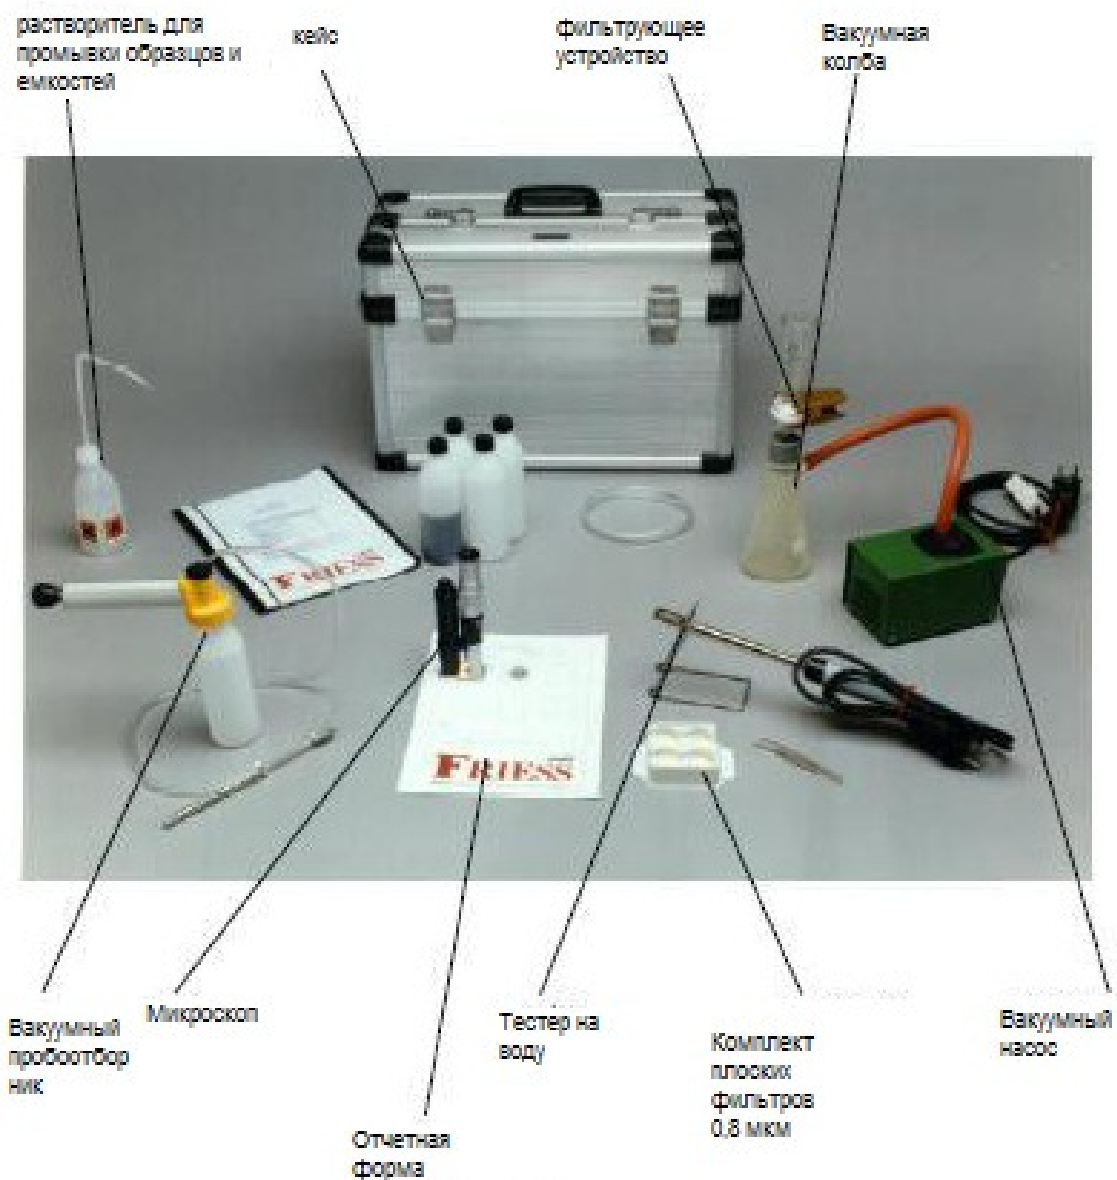 растворитель для
промывки образцов и
емкостей
кейс
фильтрующее
устройство
Вакуумная
колба
FRIESS
FRIESS
Вакуумный
пробоотбор
ник
Микроскоп
Отчетная
форма
Тестер на
воду
Комплект
плоских
фильтров
0,8 мкм
Вакуумный
насос